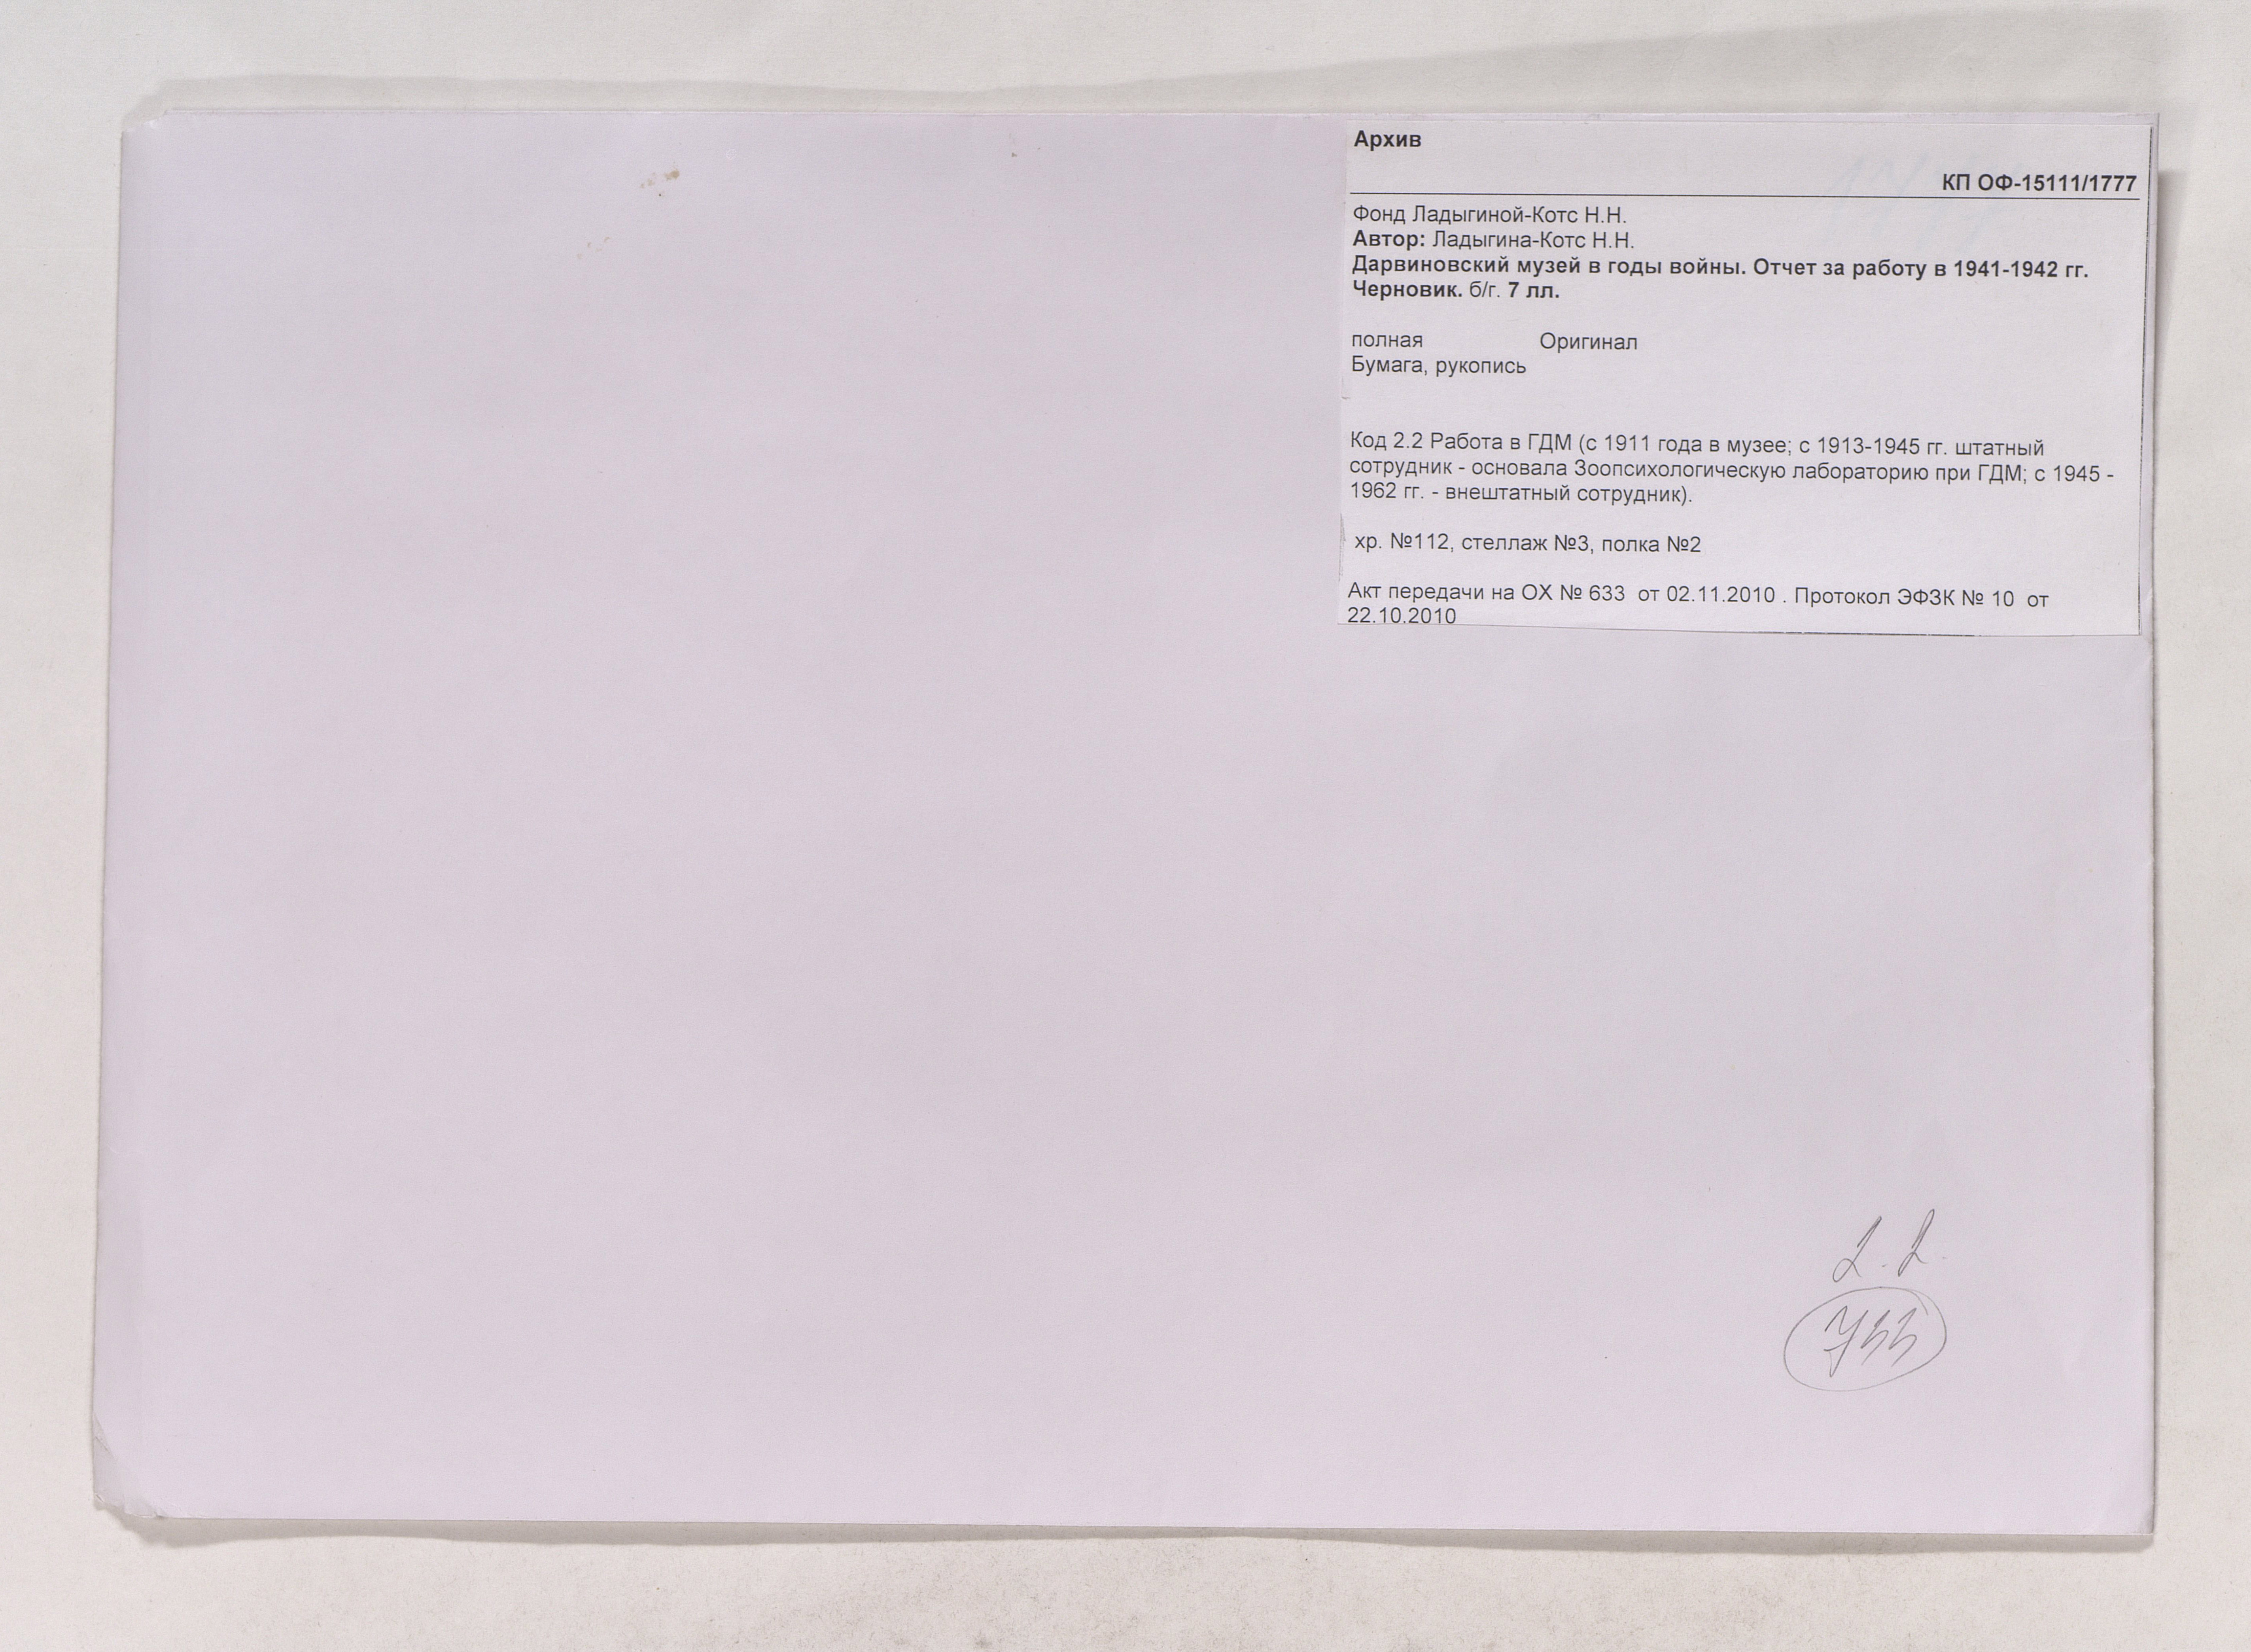 Архив
КП ОФ-15111/1777
Фонд Ладыгиной-Котс Н.Н.
Автор: Ладыгина-Котс Н.Н.
Дарвиновский музей в годы войны. Отчет за работу в 1941-1942 гг.
Черновик. б/г. 7 лл.
полная Оригинал
Бумага, рукопись
Код 2.2 Работа в ГДМ (с 1911 года в музее; с 1913-1945 гг. штатный
сотрудник - основала Зоопсихологическую лабораторию при ГДМ; с 1945 -
1962 гг. - внештатный сотрудник).
хр. №112, стеллаж №3, полка №2
Акт передачи на ОХ № 633 от 02.11.2010 . Протокол ЭФЗК № 10 от
22.10.2010
2.2